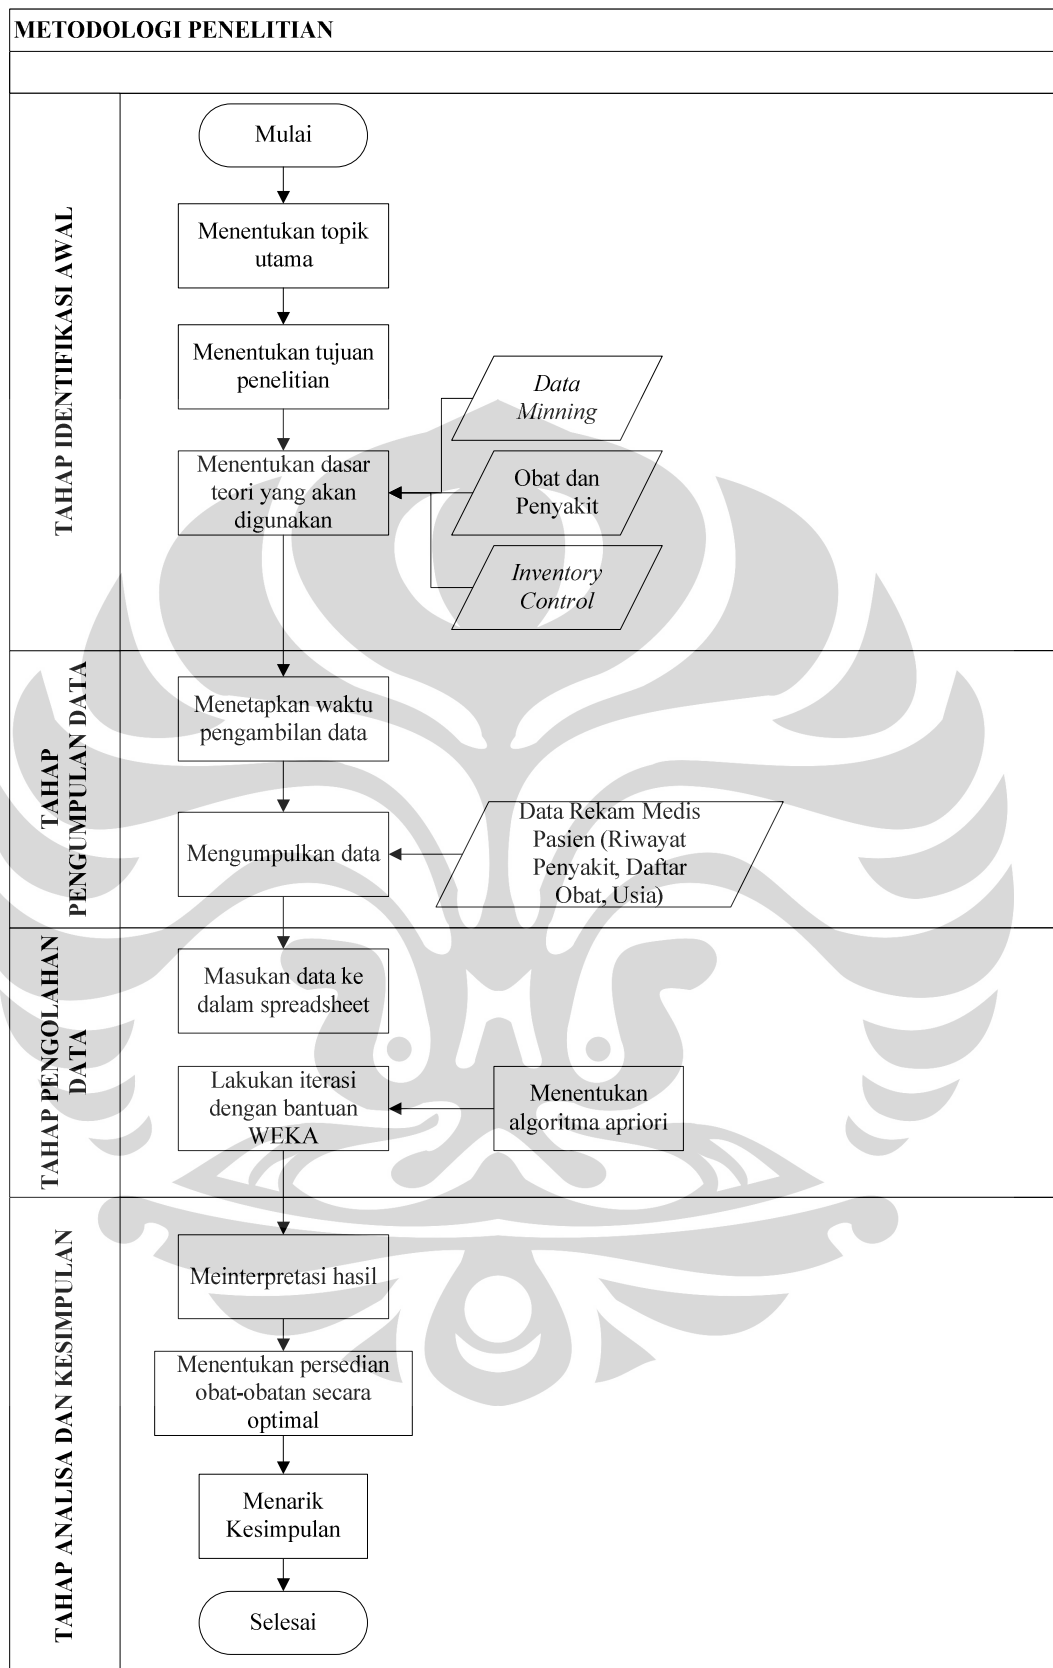 METODOLOGI PENELITIAN
TAHAP IDENTIFIKASI AWAL
Mulai
Menentukan topik
utama
Menentukan tujuan
penelitian
Data
Minning
Menentukan dasar
teori yang akan
digunakan
Obat dan
Penyakit
Inventory
Control
TAHAP
PENGUMPULAN DATA
Menetapkan waktu
pengambilan data
Mengumpulkan data
Data Rekam Medis
Pasien (Riwayat
Penyakit, Daftar
Obat, Usia)
TAHAP PENGOLAHAN
DATA
Masukan data ke
dalam spreadsheet
Lakukan iterasi
dengan bantuan
WEKA
Menentukan
algoritma apriori
TAHAP ANALISA DAN KESIMPULAN
Meinterpretasi hasil
Menentukan persedian
obat-obatan secara
optimal
Menarik
Kesimpulan
Selesai